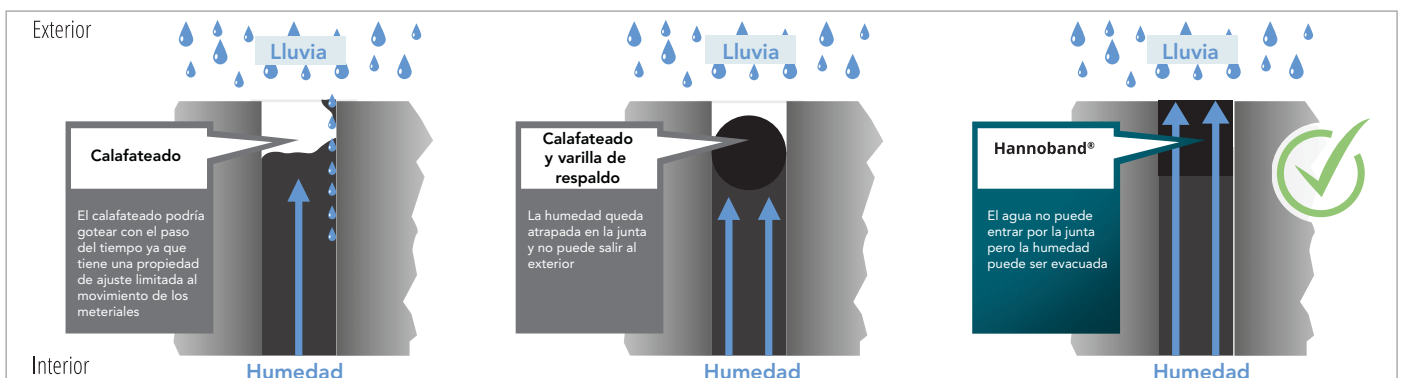 Exterior
Lluvia
Lluvia
Lluvia
Calafateado
El calafateado podría
gotear con el paso
del tiempo ya que
tiene una propiedad
de ajuste limitada al
movimiento de los
meteriales
Calafateado
y varilla de
respaldo
La humedad queda
atrapada en la junta
y no puede salir al
exterior
Hannoband®
El agua no puede
entrar por la junta
pero la humedad
puede ser evacuada
Interior
Humedad
Humedad
Humedad